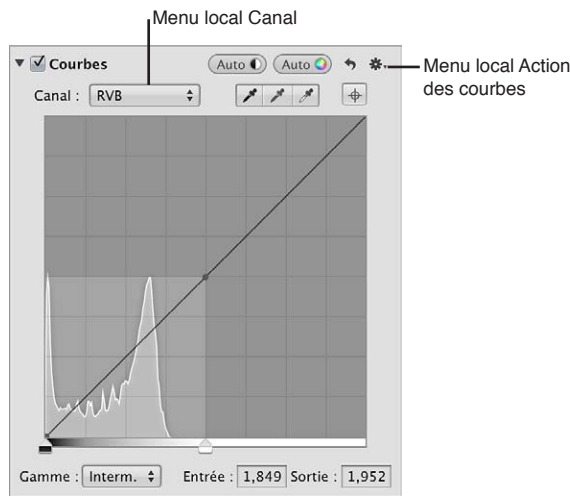 Menu local Canal
Courbes
Auto
Auto
Menu local Action
des courbes
Canal : RVB
Gamme : Interm.
Entrée : 1,849 Sortie : 1,952